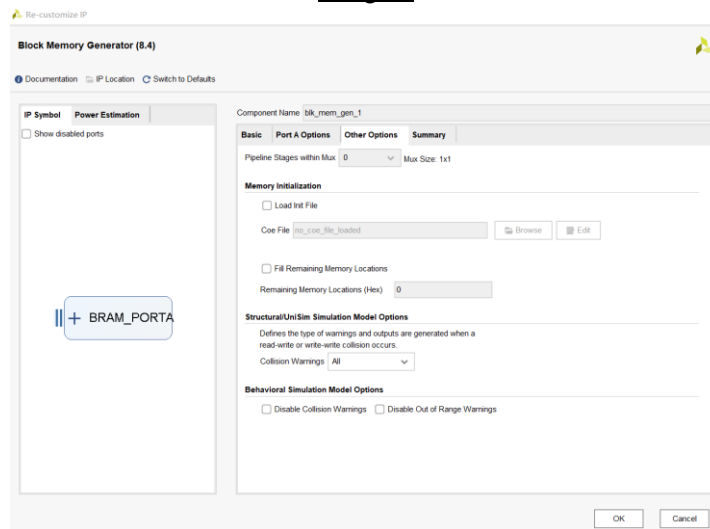 Re-customize IP
Block Memory Generator (8.4)
Documentation IP Location Switch to Defaults
IP Symbol Power Estimation
Show disabled ports
BRAM_PORTA
Component Name blk_mem_gen_1
Basic Port A Options Other Options Summary
Pipeline Stages within Mux 0 Mux Size: 1x1
Memory Initialization
Load Init File
Coe File no_coe_file_loaded Browse Edit
Fill Remaining Memory Locations
Remaining Memory Locations (Hex) 0
Structural/UniSim Simulation Model Options
Defines the type of warnings and outputs are generated when a
read-write or write-write collision occurs.
Collision Warnings All
Behavioral Simulation Model Options
Disable Collision Warnings Disable Out of Range Warnings
OK Cancel